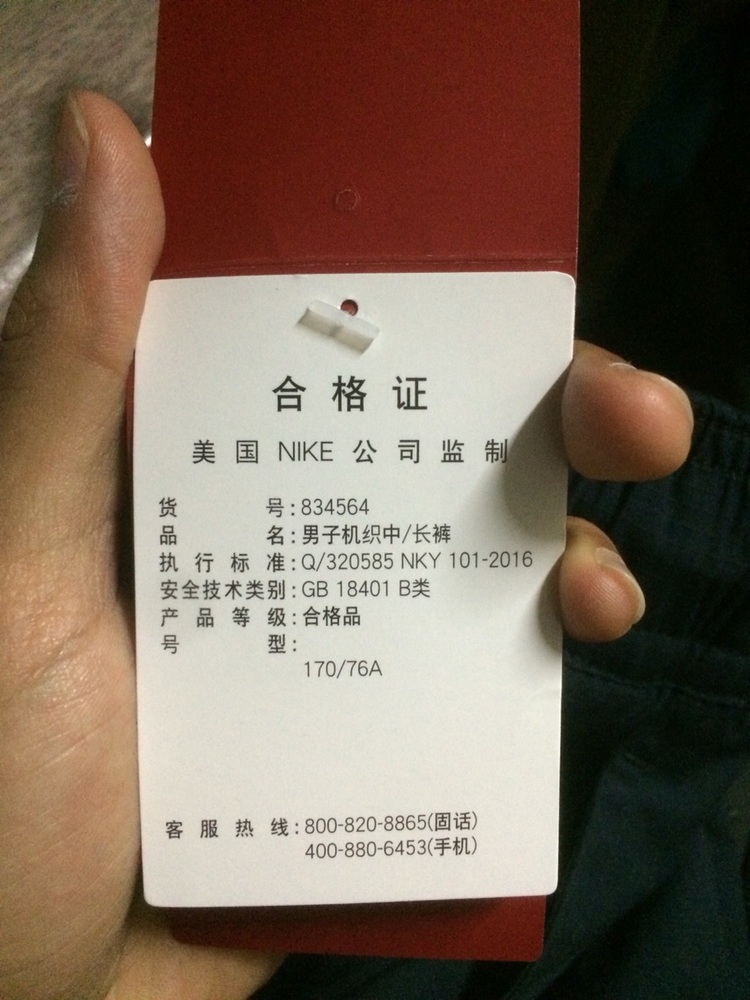 合格证
美国 NIKE 公司监制
货号:834564
品名:男子机织中/长裤
执行标准:Q/320585 NKY 101-2016
安全技术类别:GB 18401 B类
产品等级:合格品
号型:
170/76A
客服热线:800-820-8865(固话)
400-880-6453(手机)